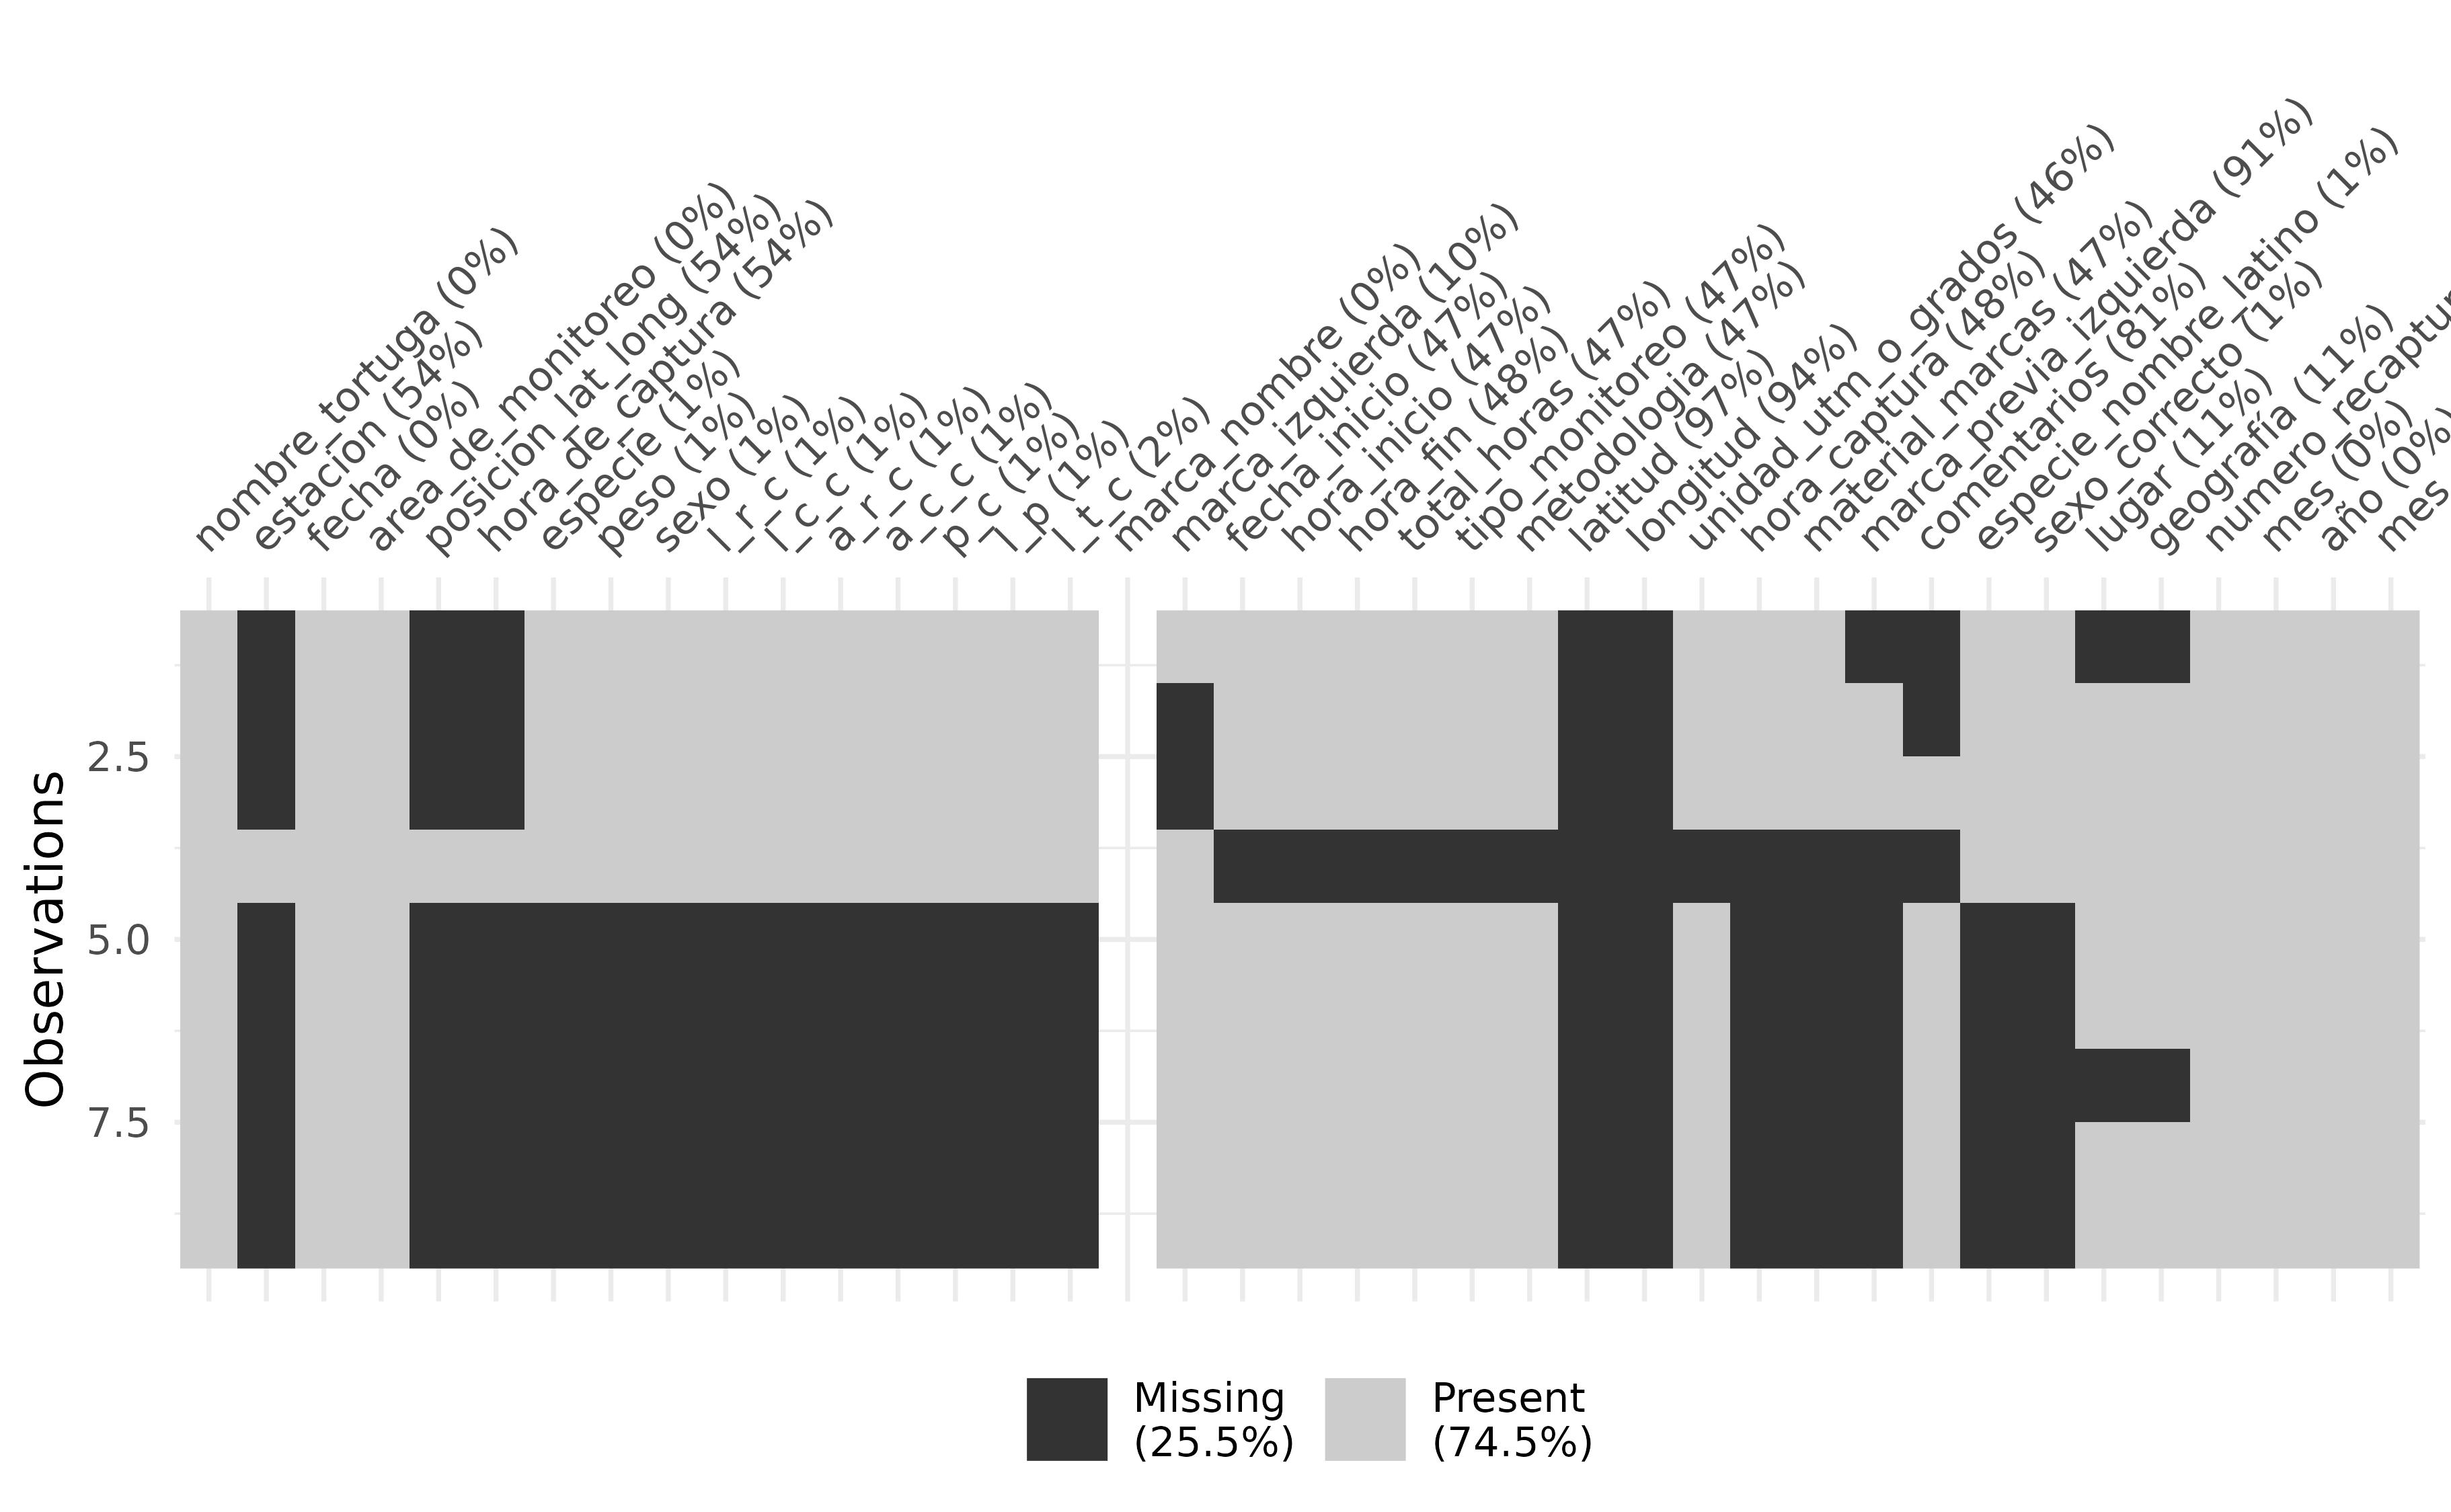 nombre_tortuga (0%)
estacion (54%)
fecha (0%)
area_de_monitoreo (0%)
posicion_lat_long (54%)
hora_de_captura (54%)
especie (1%)
peso (1%)
sexo (1%)
l_r_c (1%)
l_c_c (1%)
a_r_c (1%)
a_c_c (1%)
p_c (1%)
l_p (1%)
l_t_c (2%)
marca_nombre (0%)
marca_izquierda (10%)
fecha_inicio (47%)
hora_inicio (47%)
hora_fin (48%)
total_horas (47%)
tipo_monitoreo (47%)
metodologia (47%)
latitud (97%)
longitud (94%)
unidad_utm_o_grados (46%)
hora_captura (48%)
material_marcas (47%)
marca_previa_izquierda (91%)
comentarios (81%)
especie_nombre_latino (1%)
sexo_correcto (1%)
lugar (11%)
geografía (11%)
numero_recaptur
mes (0%)
año (0%)
mes
Observations
2.5
5.0
7.5
Missing
(25.5%)
Present
(74.5%)